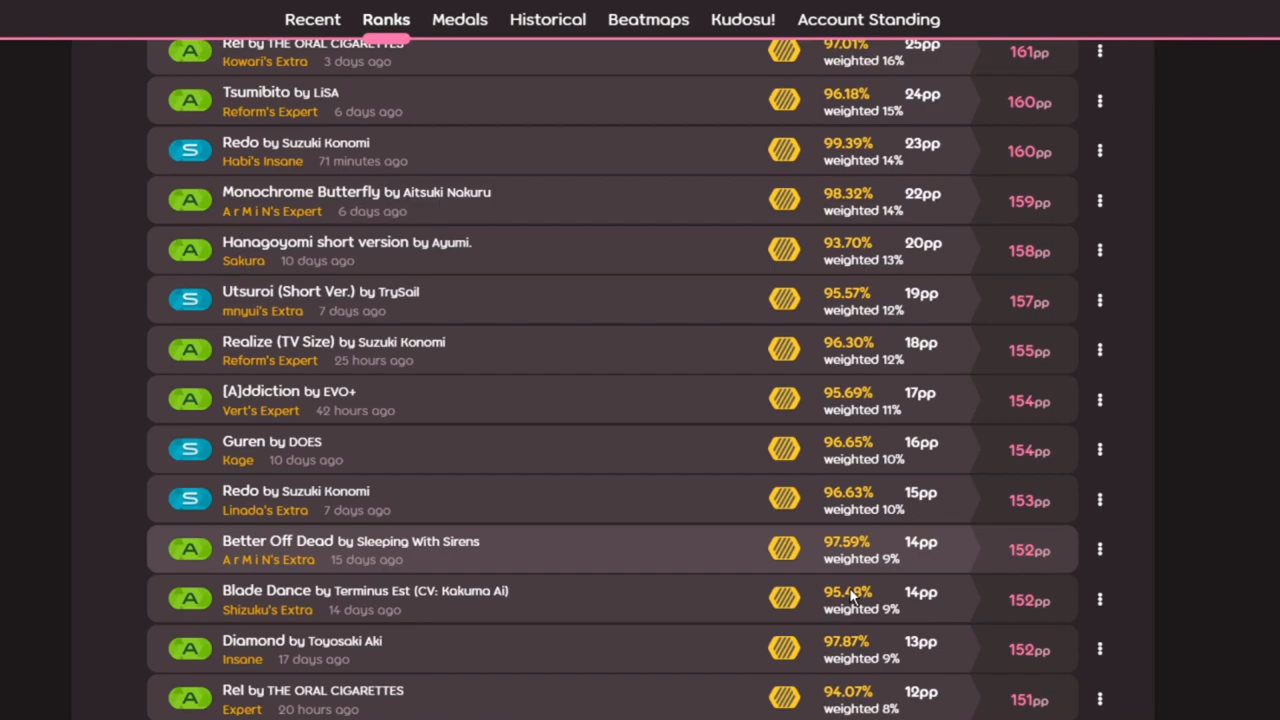 Recent Ranks Medals Historical Beatmaps Kudosu! Account Standing
A Rel by THE ORAL CIGARETTES 97.01% 25pp 161pp
Kowari's Extra 3 days ago weighted 16%
A Tsumibito by LiSA 96.18% 24pp 160pp
Reform's Expert 6 days ago weighted 15%
S Redo by Suzuki Konomi 99.39% 23pp 160pp
Habi's Insane 71 minutes ago weighted 14%
A Monochrome Butterfly by Aitsuki Nakuru 98.32% 22pp 159pp
A r M i N's Expert 6 days ago weighted 14%
A Hanagoyomi short version by Ayumi. 93.70% 20pp 158pp
Sakura 10 days ago weighted 13%
S Utsuroi (Short Ver.) by TrySail 95.57% 19pp 157pp
mnyui's Extra 7 days ago weighted 12%
A Realize (TV Size) by Suzuki Konomi 96.30% 18pp 155pp
Reform's Expert 25 hours ago weighted 12%
A [A]ddiction by EVO+ 95.69% 17pp 154pp
Vert's Expert 42 hours ago weighted 11%
S Guren by DOES 96.65% 16pp 154pp
Kage 10 days ago weighted 10%
S Redo by Suzuki Konomi 96.63% 15pp 153pp
Linada's Extra 7 days ago weighted 10%
A Better Off Dead by Sleeping With Sirens 97.59% 14pp 152pp
A r M i N's Extra 15 days ago weighted 9%
A Blade Dance by Terminus Est (CV: Kakuma Ai) 14pp 152pp
Shizuku's Extra 14 days ago weighted 9%
A Diamond by Toyosaki Aki 97.87% 13pp 152pp
Insane 17 days ago weighted 9%
A Rel by THE ORAL CIGARETTES 94.07% 12pp 151pp
Expert 20 hours ago weighted 8%